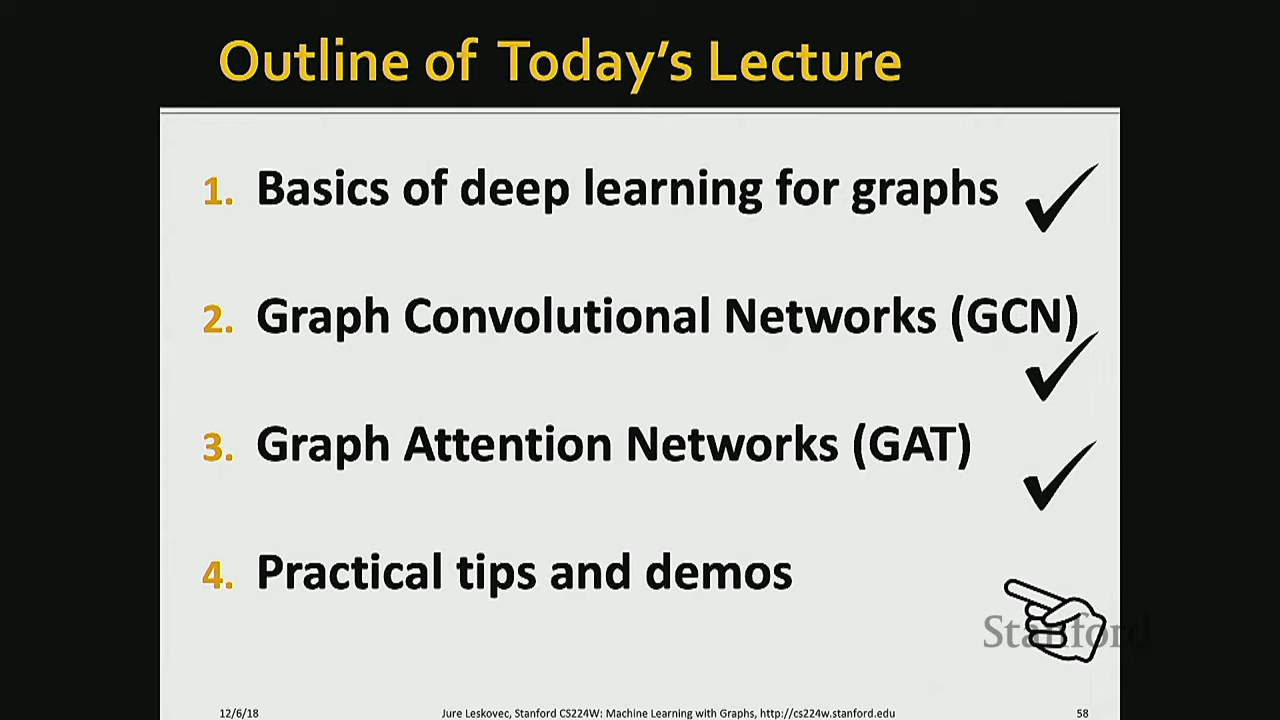 Outline of Today's Lecture
1. Basics of deep learning for graphs
2. Graph Convolutional Networks (GCN)
3. Graph Attention Networks (GAT)
4. Practical tips and demos
Stanford
12/6/18 Jure Leskovec, Stanford CS224W: Machine Learning with Graphs, http://cs224w.stanford.edu 58